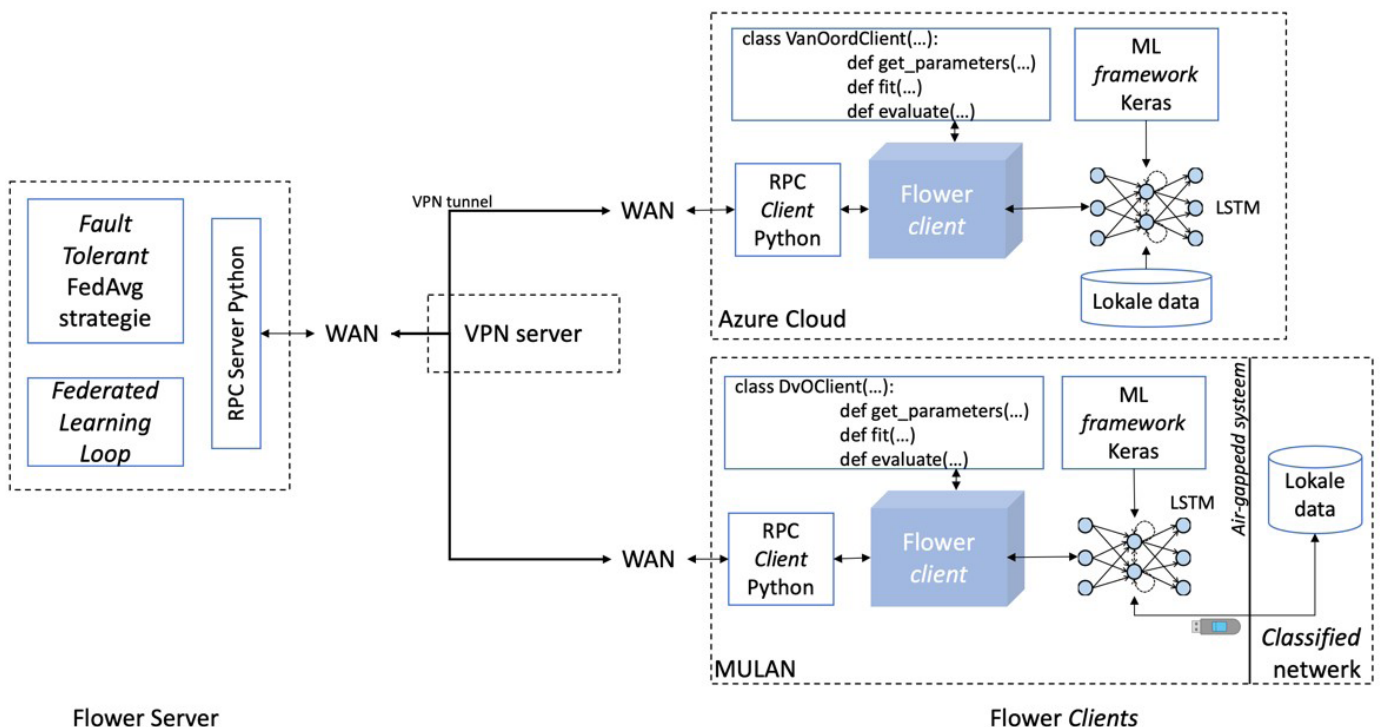 Fault
Tolerant
FedAvg
strategie
Federated
Learning
Loop
RPC Server Python
WAN
VPN tunnel
VPN server
WAN
class VanOordClient(...):
def get_parameters(...)
def fit(...)
def evaluate(...)
ML
framework
Keras
RPC
Client
Python
Flower
client
LSTM
Lokale data
Azure Cloud
WAN
class DvOClient(...):
def get_parameters(...)
def fit(...)
def evaluate(...)
ML
framework
Keras
RPC
Client
Python
Flower
client
LSTM
Air-gappedd systeem
Lokale
data
Classified
netwerk
MULAN
Flower Server
Flower Clients